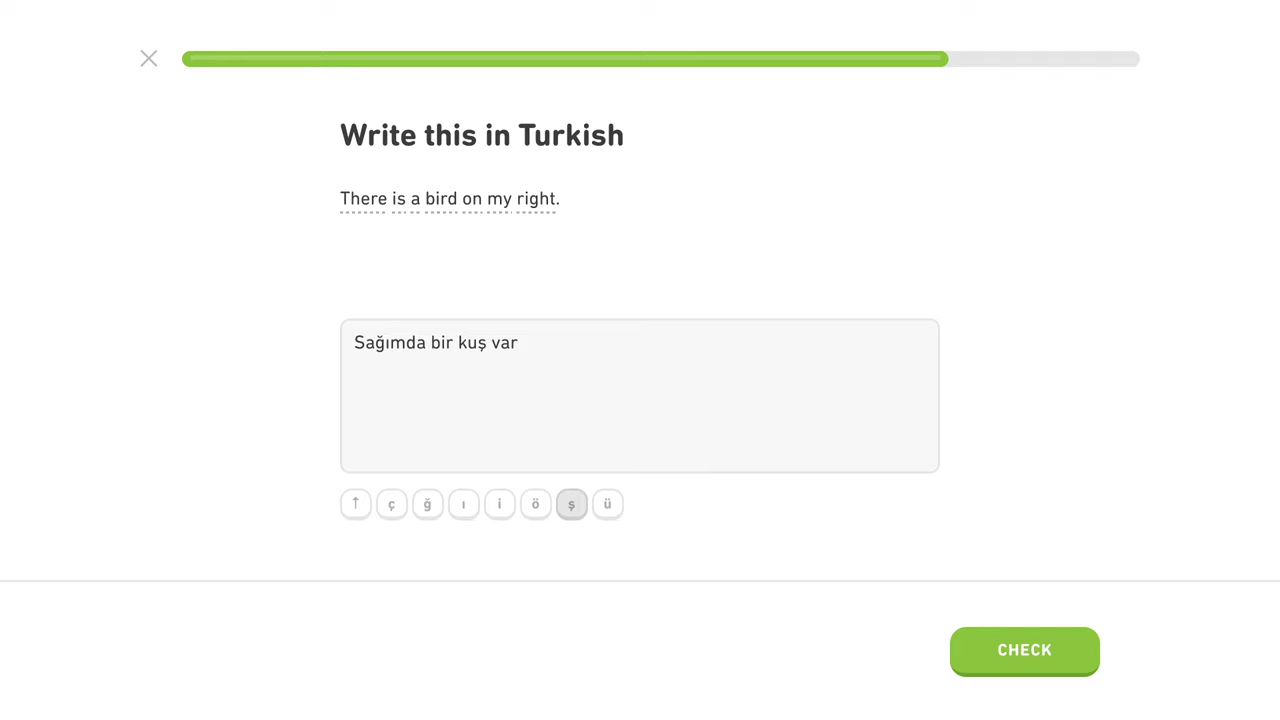 Write this in Turkish
There is a bird on my right.
Sağımda bir kuş var
↑ ç ğ ı i ö ş ü
CHECK